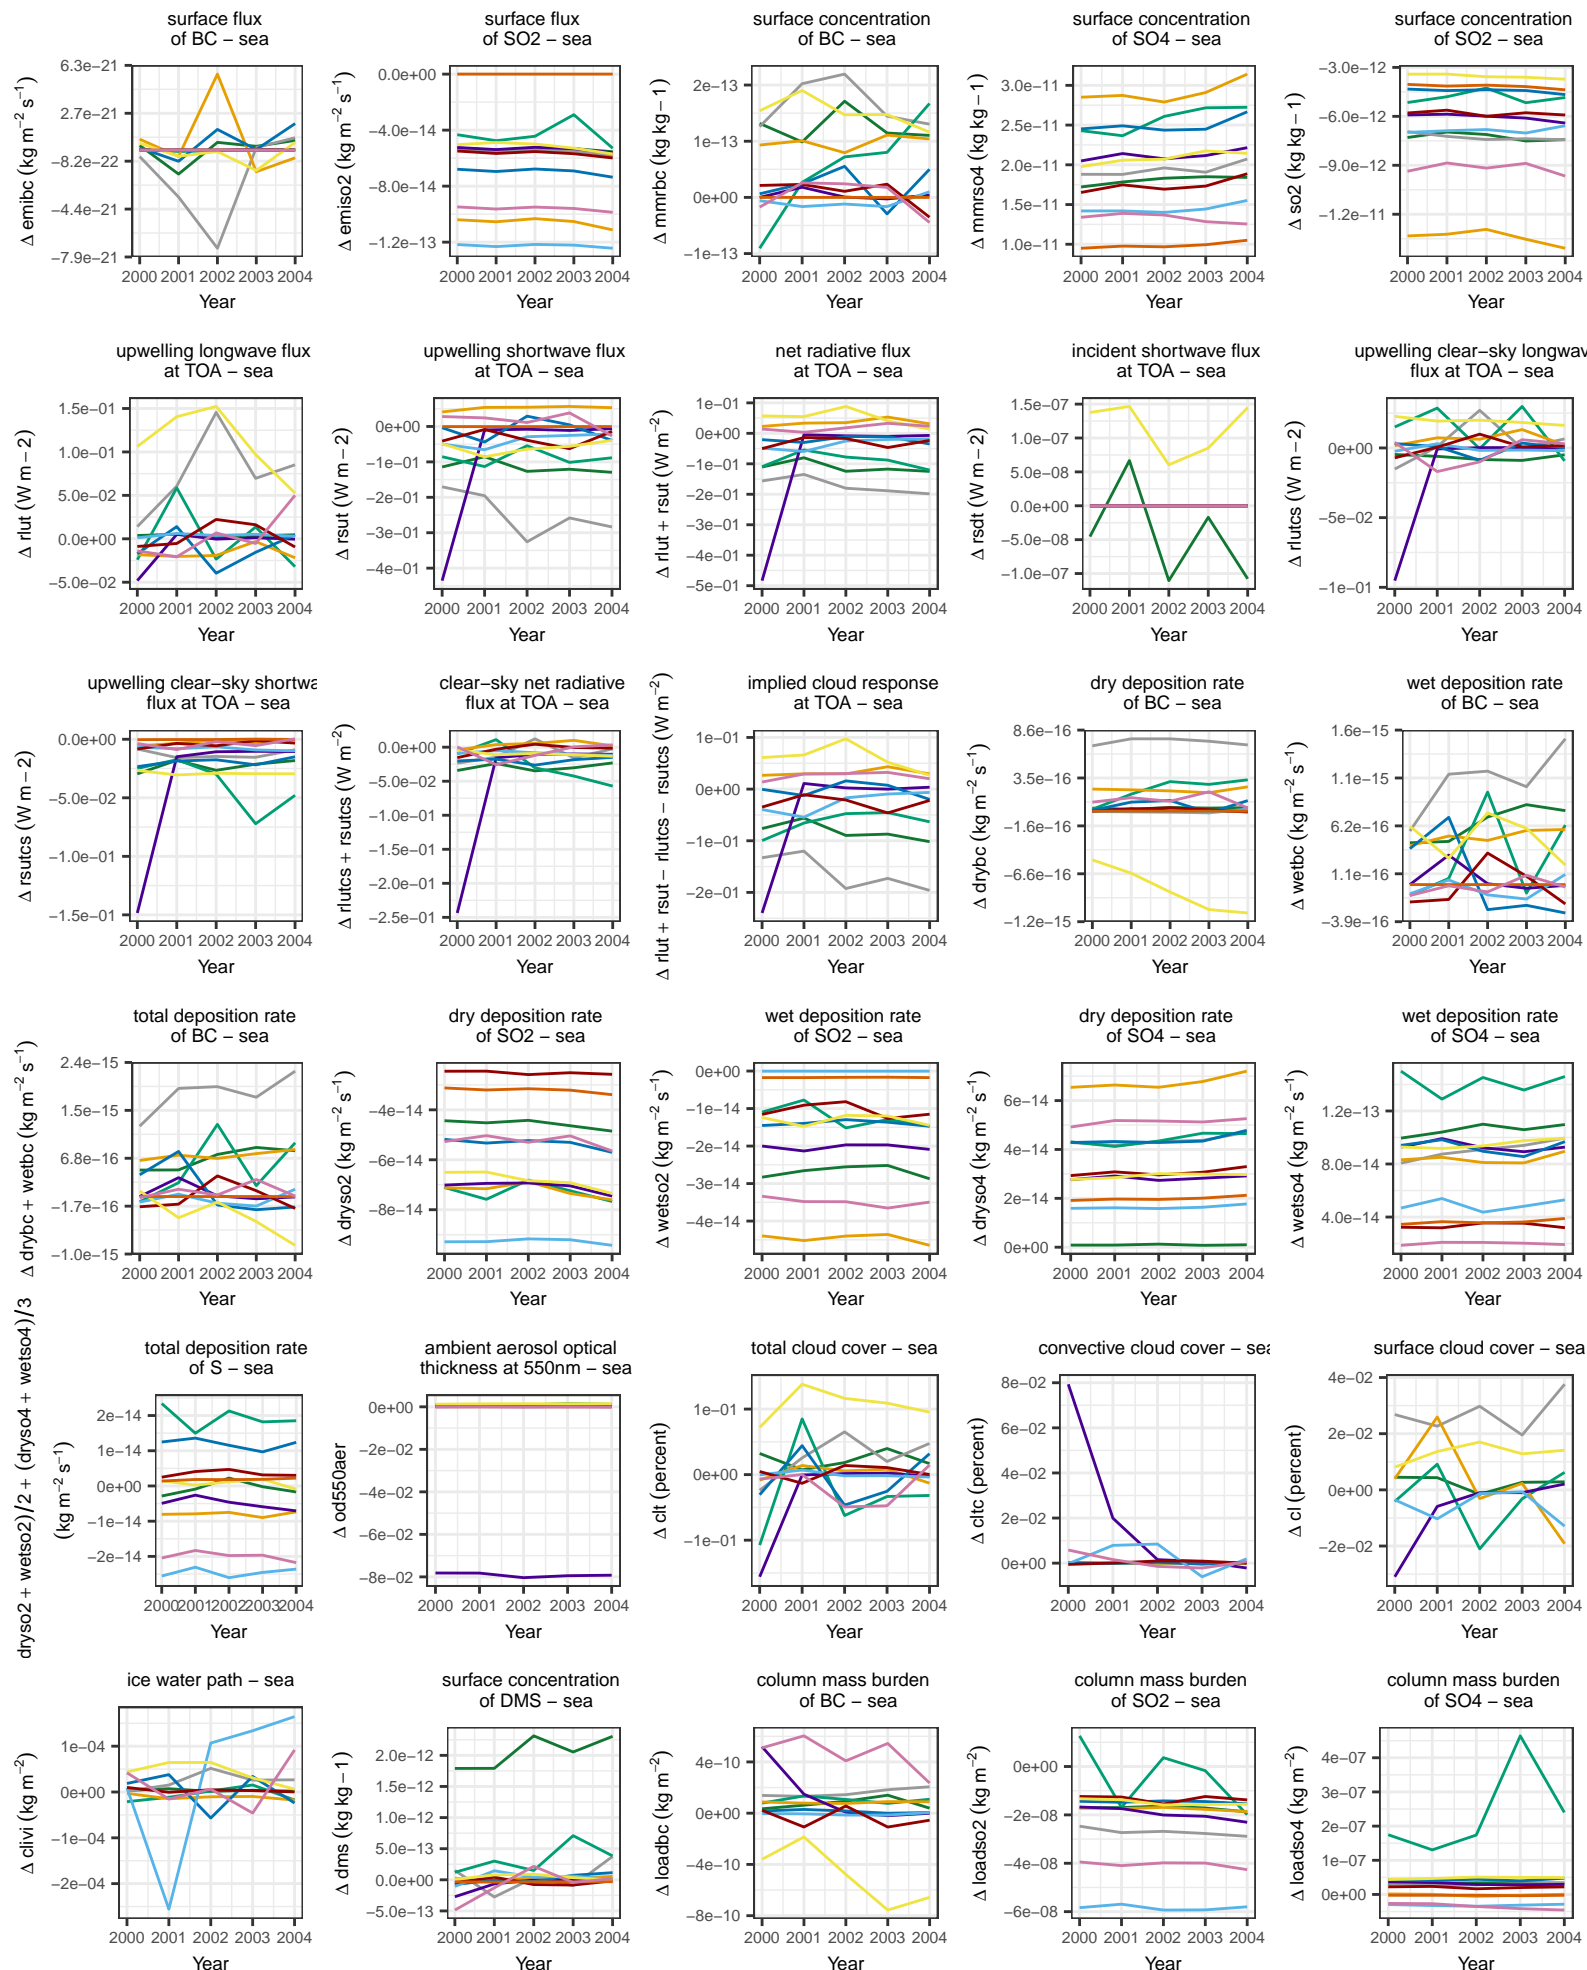 surface flux
of BC − sea
Δ emibc (kg m−2 s−1)
6.3e−21
2.7e−21
−8.2e−22
−4.4e−21
−7.9e−21
2000 2001 2002 2003 2004
Year
surface flux
of SO2 − sea
Δ emiso2 (kg m−2 s−1)
0.0e+00
−4.0e−14
−8.0e−14
−1.2e−13
2000 2001 2002 2003 2004
Year
surface concentration
of BC − sea
Δ mmrbc (kg kg−1)
2e−13
1e−13
0e+00
−1e−13
2000 2001 2002 2003 2004
Year
surface concentration
of SO4 − sea
Δ mmrso4 (kg kg−1)
3.0e−11
2.5e−11
2.0e−11
1.5e−11
1.0e−11
2000 2001 2002 2003 2004
Year
surface concentration
of SO2 − sea
Δ so2 (kg kg−1)
−3.0e−12
−6.0e−12
−9.0e−12
−1.2e−11
2000 2001 2002 2003 2004
Year
upwelling longwave flux
at TOA − sea
Δ rlut (W m−2)
1.5e−01
1.0e−01
5.0e−02
0.0e+00
−5.0e−02
2000 2001 2002 2003 2004
Year
upwelling shortwave flux
at TOA − sea
Δ rsut (W m−2)
0e+00
−1e−01
−2e−01
−3e−01
−4e−01
2000 2001 2002 2003 2004
Year
net radiative flux
at TOA − sea
Δ rlut + rsut (W m−2)
1e−01
0e+00
−1e−01
−2e−01
−3e−01
−4e−01
−5e−01
2000 2001 2002 2003 2004
Year
incident shortwave flux
at TOA − sea
Δ rsdt (W m−2)
1.5e−07
1.0e−07
5.0e−08
0.0e+00
−5.0e−08
−1.0e−07
2000 2001 2002 2003 2004
Year
upwelling clear−sky longwav
flux at TOA − sea
Δ rlutcs (W m−2)
0e+00
−5e−02
−1e−01
2000 2001 2002 2003 2004
Year
upwelling clear−sky shortwa
flux at TOA − sea
Δ rsutcs (W m−2)
0.0e+00
−5.0e−02
−1.0e−01
−1.5e−01
2000 2001 2002 2003 2004
Year
clear−sky net radiative
flux at TOA − sea
Δ rlutcs + rsutcs (W m−2)
0.0e+00
−5.0e−02
−1.0e−01
−1.5e−01
−2.0e−01
−2.5e−01
2000 2001 2002 2003 2004
Year
implied cloud response
at TOA − sea
Δ rlut + rsut − rlutcs − rsutcs (W m−2)
1e−01
0e+00
−1e−01
−2e−01
2000 2001 2002 2003 2004
Year
dry deposition rate
of BC − sea
Δ drybc (kg m−2 s−1)
8.6e−16
3.5e−16
−1.6e−16
−6.6e−16
−1.2e−15
2000 2001 2002 2003 2004
Year
wet deposition rate
of BC − sea
Δ wetbc (kg m−2 s−1)
1.6e−15
1.1e−15
6.2e−16
1.1e−16
−3.9e−16
2000 2001 2002 2003 2004
Year
total deposition rate
of BC − sea
Δ drybc + wetbc (kg m−2 s−1)
2.4e−15
1.5e−15
6.8e−16
−1.7e−16
−1.0e−15
2000 2001 2002 2003 2004
Year
dry deposition rate
of SO2 − sea
Δ dryso2 (kg m−2 s−1)
−4e−14
−6e−14
−8e−14
2000 2001 2002 2003 2004
Year
wet deposition rate
of SO2 − sea
Δ wetso2 (kg m−2 s−1)
0e+00
−1e−14
−2e−14
−3e−14
−4e−14
2000 2001 2002 2003 2004
Year
dry deposition rate
of SO4 − sea
Δ dryso4 (kg m−2 s−1)
6e−14
4e−14
2e−14
0e+00
2000 2001 2002 2003 2004
Year
wet deposition rate
of SO4 − sea
Δ wetso4 (kg m−2 s−1)
1.2e−13
8.0e−14
4.0e−14
2000 2001 2002 2003 2004
Year
total deposition rate
of S − sea
dryso2 + wetso2)/2 + (dryso4 + wetso4)/3
(kg m−2 s−1)
2e−14
1e−14
0e+00
−1e−14
−2e−14
2000 2001 2002 2003 2004
Year
ambient aerosol optical
thickness at 550nm − sea
Δ od550aer
0e+00
−2e−02
−4e−02
−6e−02
−8e−02
2000 2001 2002 2003 2004
Year
total cloud cover − sea
Δ clt (percent)
1e−01
0e+00
−1e−01
2000 2001 2002 2003 2004
Year
convective cloud cover − sea
Δ cltc (percent)
8e−02
6e−02
4e−02
2e−02
0e+00
2000 2001 2002 2003 2004
Year
surface cloud cover − sea
Δ cl (percent)
4e−02
2e−02
0e+00
−2e−02
2000 2001 2002 2003 2004
Year
ice water path − sea
Δ clivi (kg m−2)
1e−04
0e+00
−1e−04
−2e−04
2000 2001 2002 2003 2004
Year
surface concentration
of DMS − sea
Δ dms (kg kg−1)
2.0e−12
1.5e−12
1.0e−12
5.0e−13
0.0e+00
−5.0e−13
2000 2001 2002 2003 2004
Year
column mass burden
of BC − sea
Δ loadbc (kg m−2)
4e−10
0e+00
−4e−10
−8e−10
2000 2001 2002 2003 2004
Year
column mass burden
of SO2 − sea
Δ loadso2 (kg m−2)
0e+00
−2e−08
−4e−08
−6e−08
2000 2001 2002 2003 2004
Year
column mass burden
of SO4 − sea
Δ loadso4 (kg m−2)
4e−07
3e−07
2e−07
1e−07
0e+00
2000 2001 2002 2003 2004
Year